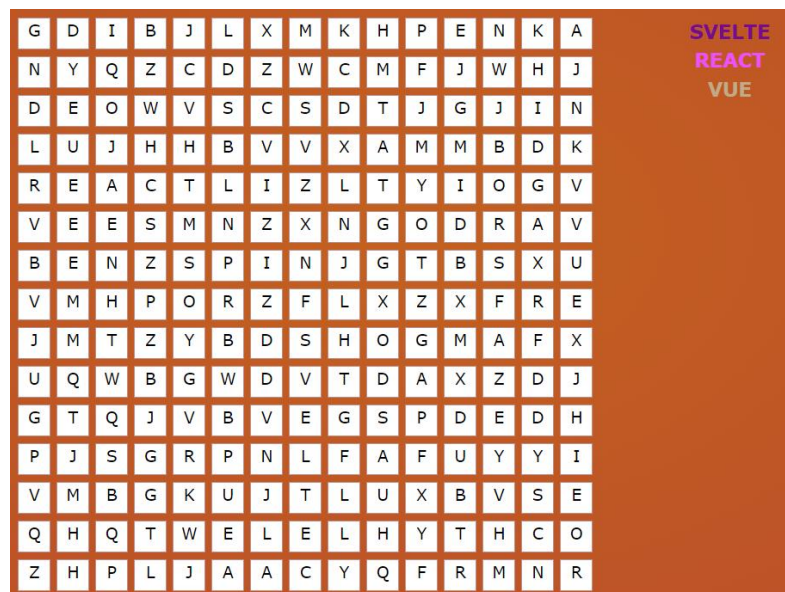 G D I B J L X M K H P E N K A
N Y Q Z C D Z W C M F J W H J
D E O W V S C S D T J G J I N
L U J H H B V V X A M M B D K
R E A C T L I Z L T Y I O G V
V E E S M N Z X N G O D R A V
B E N Z S P I N J G T B S X U
V M H P O R Z F L X Z X F R E
J M T Z Y B D S H O G M A F X
U Q W B G W D V T D A X Z D J
G T Q J V B V E G S P D E D H
P J S G R P N L F A F U Y Y I
V M B G K U J T L U X B V S E
Q H Q T W E L E L H Y T H C O
Z H P L J A A C Y Q F R M N R
SVELTE
REACT
VUE